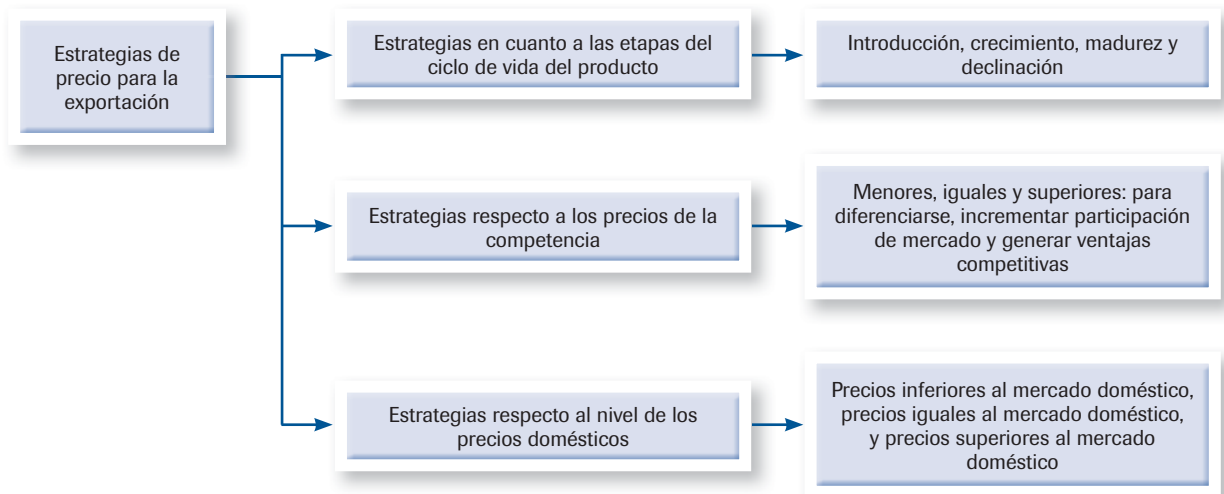 Estrategias de
precio para la
exportación
Estrategias en cuanto a las etapas del
ciclo de vida del producto
Introducción, crecimiento, madurez y
declinación
Estrategias respecto a los precios de la
competencia
Menores, iguales y superiores: para
diferenciarse, incrementar participación
de mercado y generar ventajas
competitivas
Estrategias respecto al nivel de los
precios domésticos
Precios inferiores al mercado doméstico,
precios iguales al mercado doméstico,
y precios superiores al mercado
doméstico